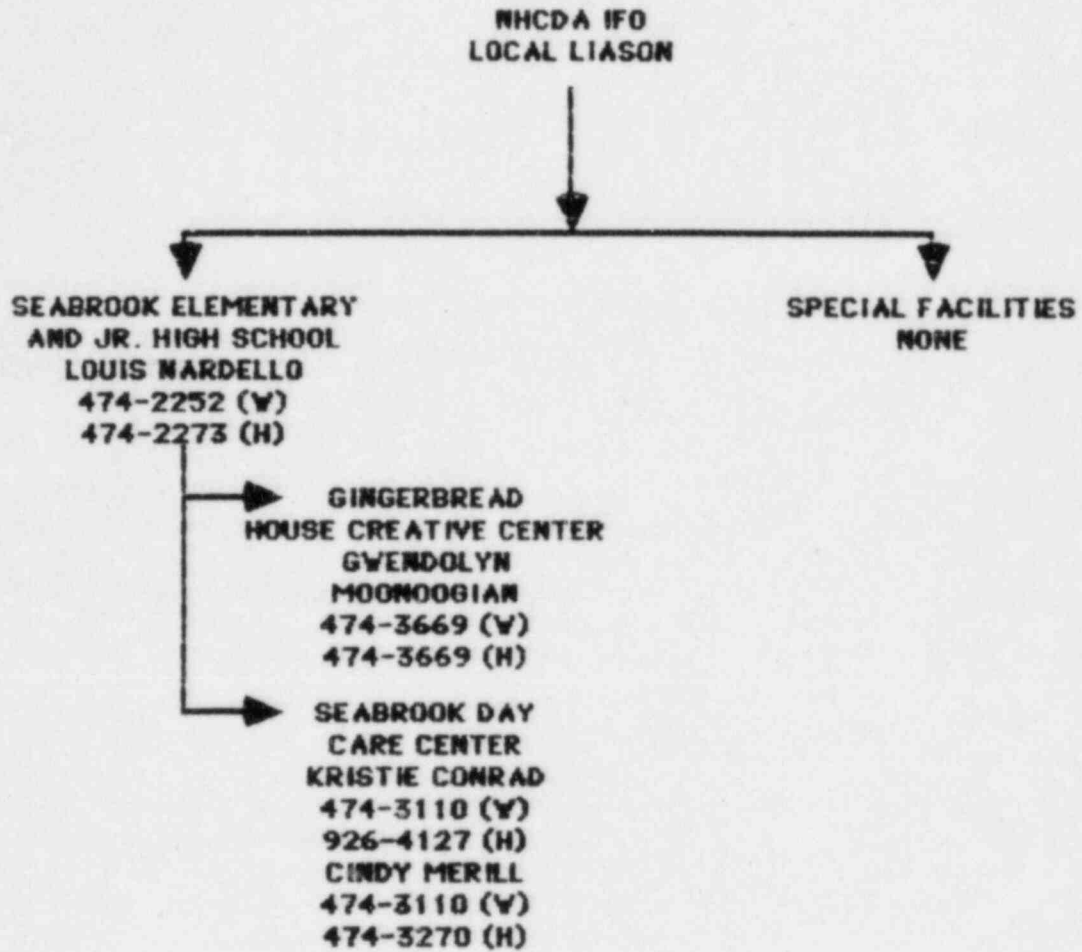 NHCDA IFO
LOCAL LIASON
SEABROOK ELEMENTARY
AND JR. HIGH SCHOOL
LOUIS NARDELLO
474-2252 (W)
474-2273 (H)
SPECIAL FACILITIES
NONE
GINGERBREAD
HOUSE CREATIVE CENTER
GWENDOLYN
MOONOOGIAN
474-3669 (W)
474-3669 (H)
SEABROOK DAY
CARE CENTER
KRISTIE CONRAD
474-3110 (W)
926-4127 (H)
CINDY MERILL
474-3110 (W)
474-3270 (H)